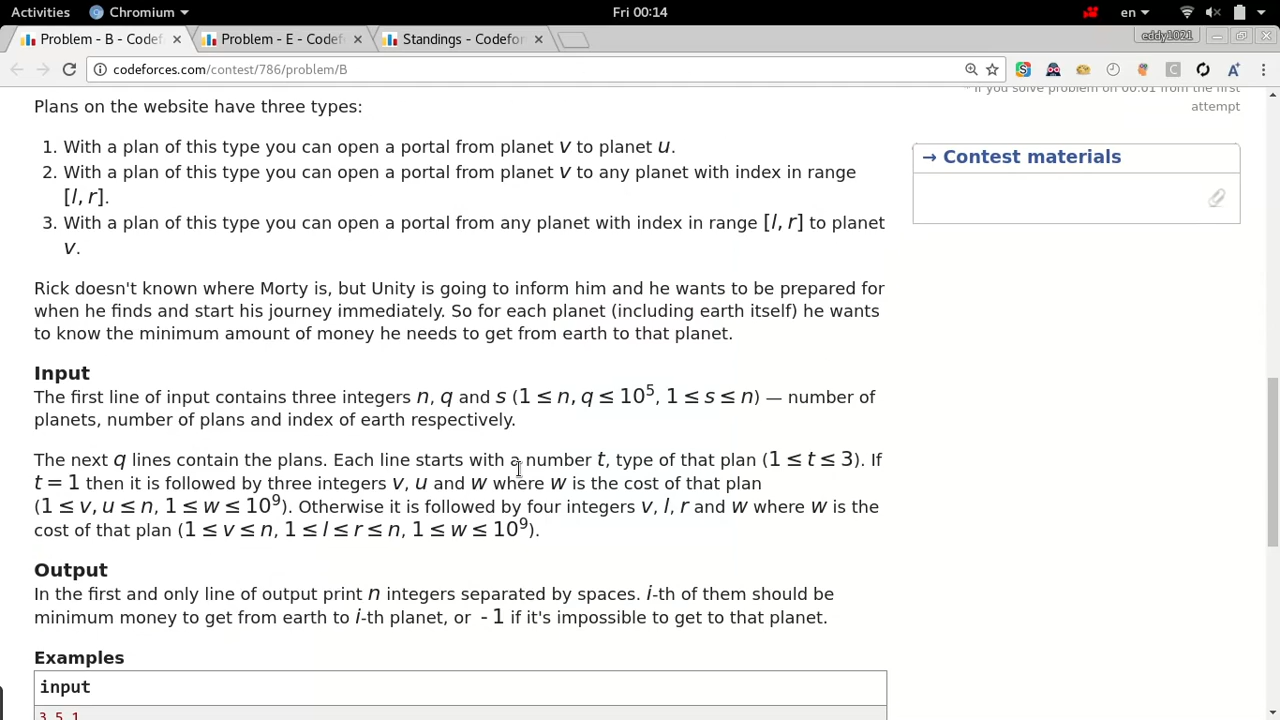 Activities Chromium Fri 00:14 en
Problem - B - Codef Problem - E - Codef Standings - Codefor eddy1021
codeforces.com/contest/786/problem/B
* If you solve problem on 00:01 from the first
attempt
Plans on the website have three types:
→ Contest materials
1. With a plan of this type you can open a portal from planet v to planet u.
2. With a plan of this type you can open a portal from planet v to any planet with index in range
[l, r].
3. With a plan of this type you can open a portal from any planet with index in range [l, r] to planet
v.
Rick doesn't known where Morty is, but Unity is going to inform him and he wants to be prepared for
when he finds and start his journey immediately. So for each planet (including earth itself) he wants
to know the minimum amount of money he needs to get from earth to that planet.
Input
The first line of input contains three integers n, q and s (1 ≤ n, q ≤ 10⁵, 1 ≤ s ≤ n) — number of
planets, number of plans and index of earth respectively.
The next q lines contain the plans. Each line starts with a number t, type of that plan (1 ≤ t ≤ 3). If
t = 1 then it is followed by three integers v, u and w where w is the cost of that plan
(1 ≤ v, u ≤ n, 1 ≤ w ≤ 10⁹). Otherwise it is followed by four integers v, l, r and w where w is the
cost of that plan (1 ≤ v ≤ n, 1 ≤ l ≤ r ≤ n, 1 ≤ w ≤ 10⁹).
Output
In the first and only line of output print n integers separated by spaces. i-th of them should be
minimum money to get from earth to i-th planet, or - 1 if it's impossible to get to that planet.
Examples
input
3 5 1